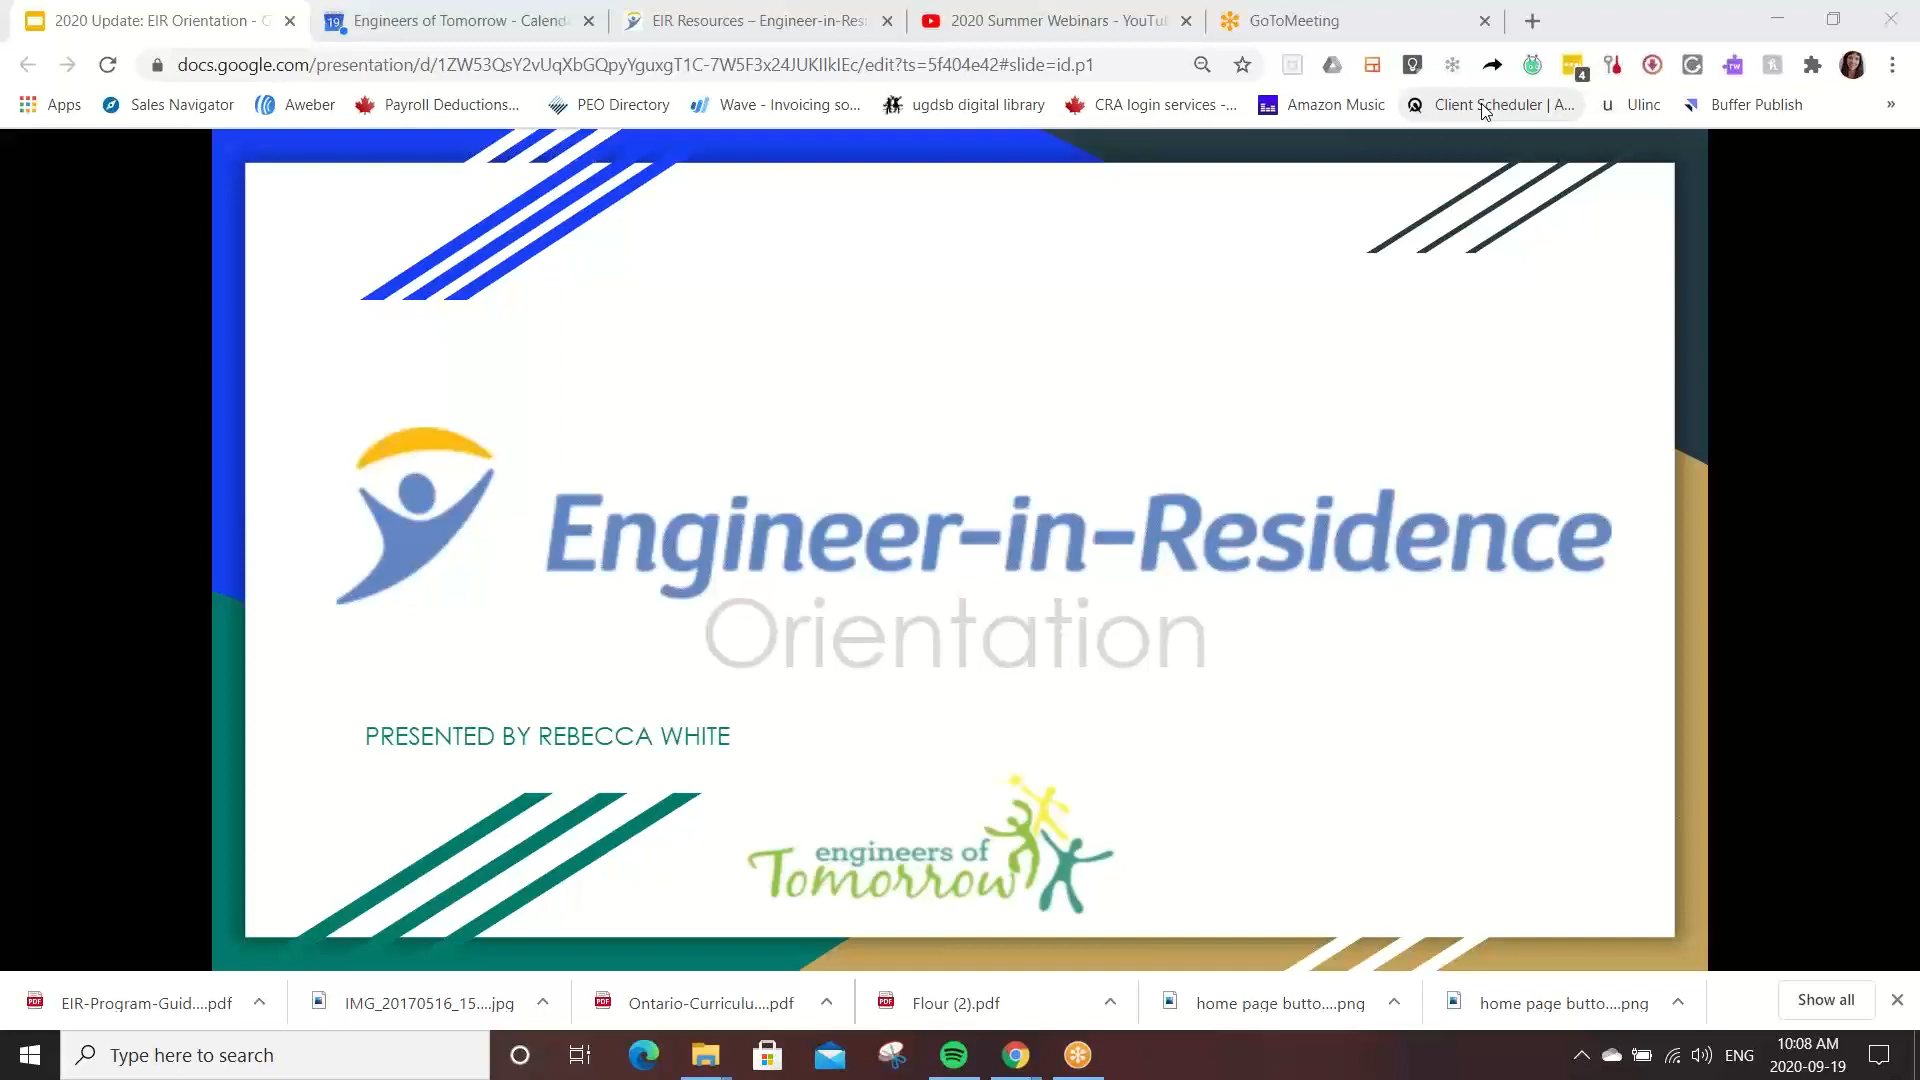 2020 Update: EIR Orientation - G
19
Engineers of Tomorrow - Calend
EIR Resources – Engineer-in-Resi
2020 Summer Webinars - YouTu
GoToMeeting
docs.google.com/presentation/d/1ZW53QsY2vUqXbGQpyYguxgT1C-7W5F3x24JUKIlkIEc/edit?ts=5f404e42#slide=id.p1
4
Apps
Sales Navigator
Aweber
Payroll Deductions...
PEO Directory
Wave - Invoicing so...
ugdsb digital library
CRA login services -...
Amazon Music
Client Scheduler | A...
Ulinc
Buffer Publish
»
Engineer-in-Residence
Orientation
PRESENTED BY REBECCA WHITE
engineers of
Tomorrow
EIR-Program-Guid....pdf
IMG_20170516_15....jpg
Ontario-Curriculu....pdf
Flour (2).pdf
home page butto....png
home page butto....png
Show all
Type here to search
ENG
10:08 AM
2020-09-19